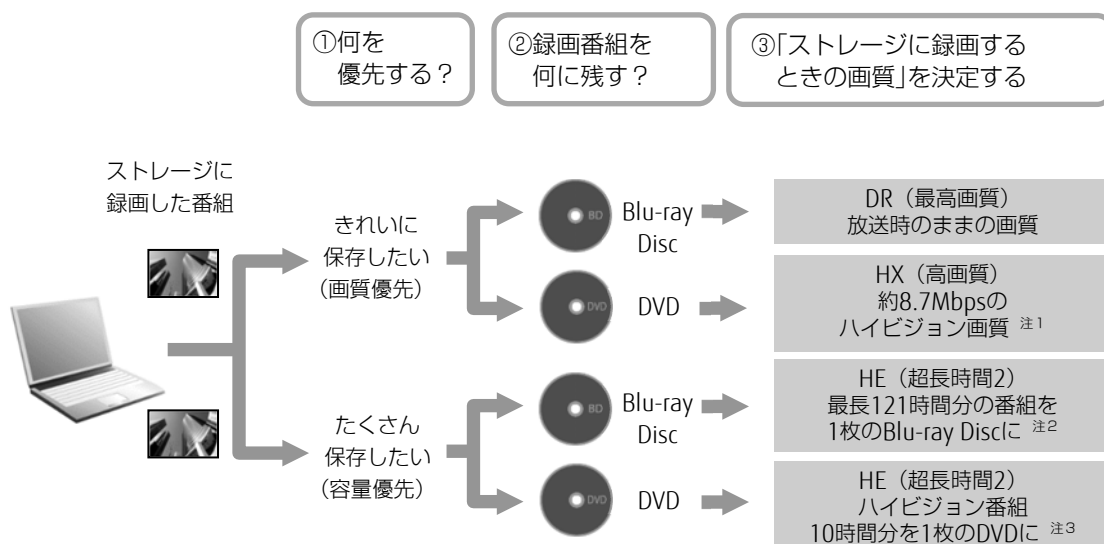 ①何を
優先する？
②録画番組を
何に残す？
③「ストレージに録画する
ときの画質」を決定する
ストレージに
録画した番組
きれいに
保存したい
（画質優先）
BD
Blu-ray
Disc
DR（最高画質）
放送時のままの画質
DVD
DVD
HX（高画質）
約8.7Mbpsの
ハイビジョン画質 注1
たくさん
保存したい
（容量優先）
BD
Blu-ray
Disc
HE（超長時間2）
最長121時間分の番組を
1枚のBlu-ray Discに 注2
DVD
DVD
HE（超長時間2）
ハイビジョン番組
10時間分を1枚のDVDに 注3